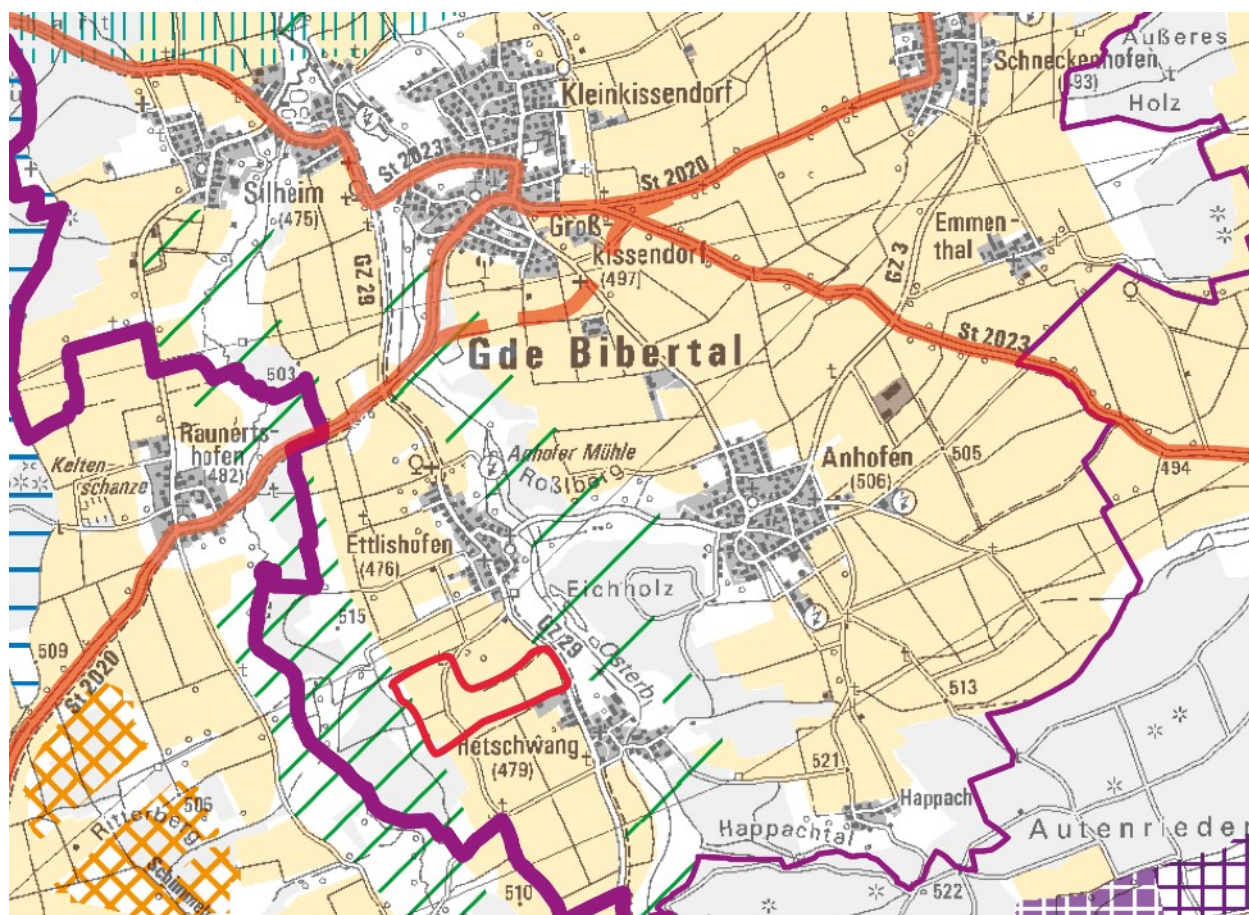 Äußeres
Holz
Schneckenhofen
(493)
Kleinkissendorf
St 2023
St 2020
Silheim
(475)
Groß-
kissendorf
(497)
Emmen-
thal
GZ 3
GZ 29
St 2023
Gde Bibertal
503
Raunerts-
hofen
(482)
Kelten-
schanze
Anhofer Mühle
Roßlberg
Anhofen
(506)
505
494
Ettlishofen
(476)
Eichholz
515
GZ 29
Osterb.
509
St 2020
513
Hetschwang
(479)
521
Happach
506
Ritterberg
Happachtal
Autenrieder
510
522